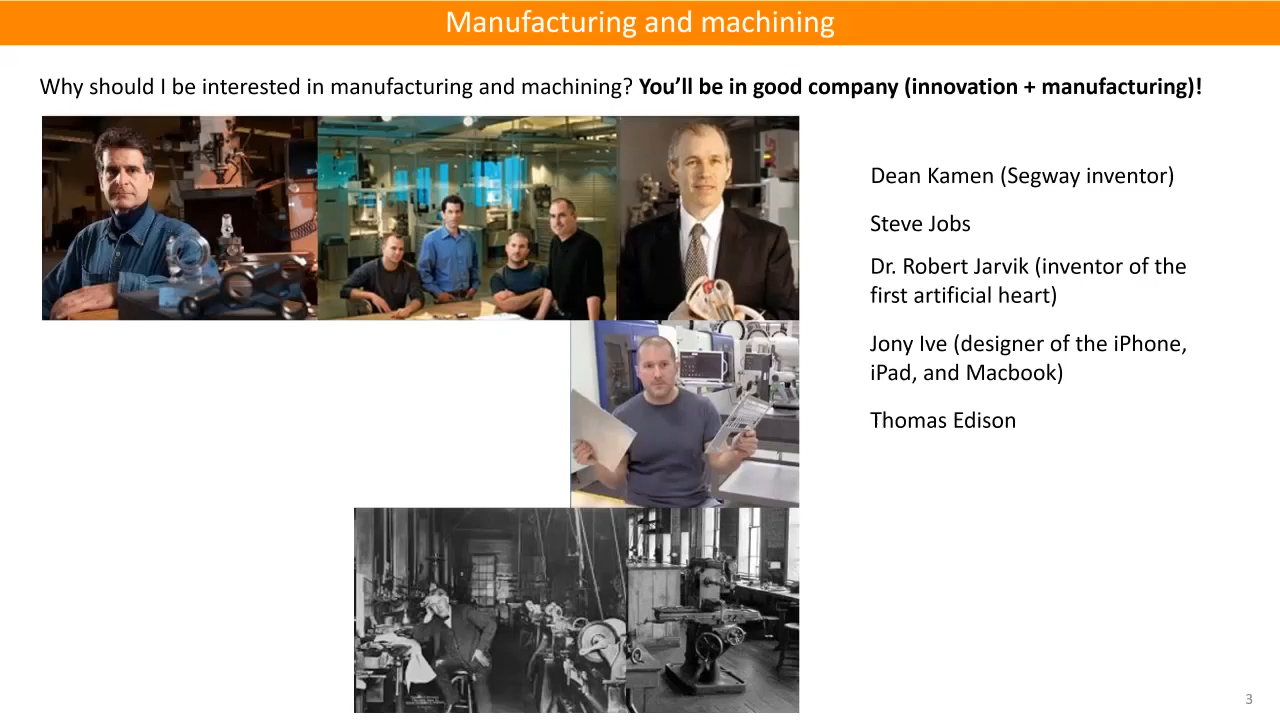 Manufacturing and machining
Why should I be interested in manufacturing and machining? You’ll be in good company (innovation + manufacturing)!
Dean Kamen (Segway inventor)
Steve Jobs
Dr. Robert Jarvik (inventor of the
first artificial heart)
Jony Ive (designer of the iPhone,
iPad, and Macbook)
Thomas Edison
3